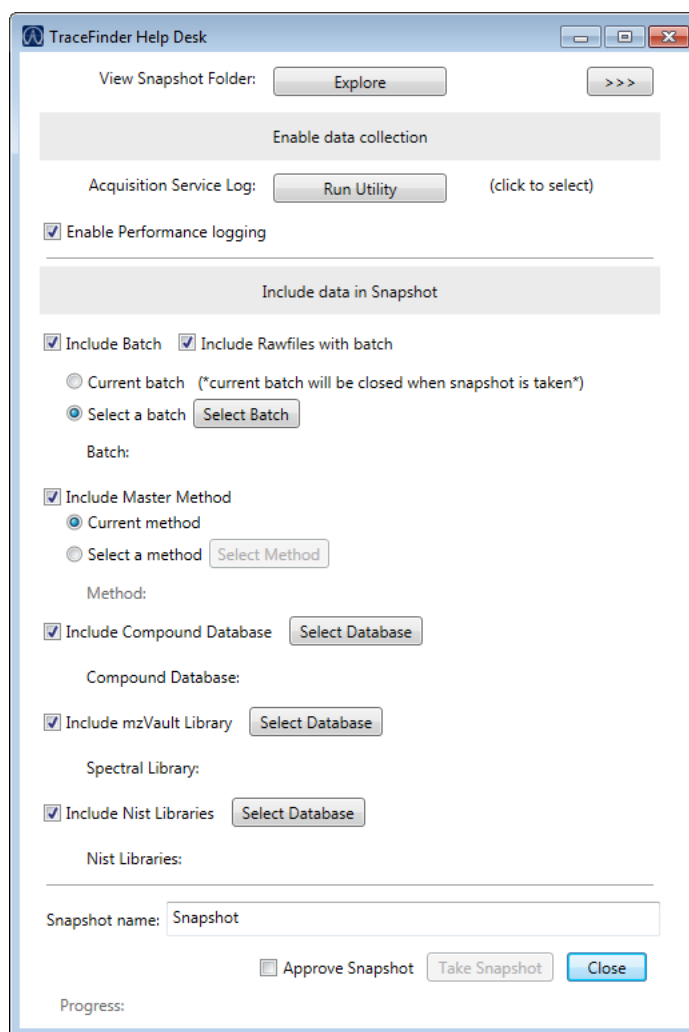 TraceFinder Help Desk
View Snapshot Folder: Explore >>>
Enable data collection
Acquisition Service Log: Run Utility (click to select)
Enable Performance logging
Include data in Snapshot
Include Batch Include Rawfiles with batch
Current batch (*current batch will be closed when snapshot is taken*)
Select a batch Select Batch
Batch:
Include Master Method
Current method
Select a method Select Method
Method:
Include Compound Database Select Database
Compound Database:
Include mzVault Library Select Database
Spectral Library:
Include Nist Libraries Select Database
Nist Libraries:
Snapshot name: Snapshot
Approve Snapshot Take Snapshot Close
Progress: